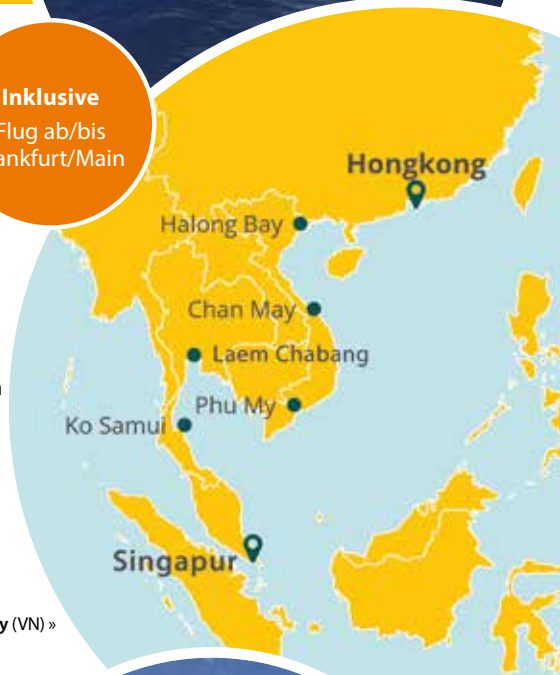 Inklusive
Flug ab/bis
ankfurt/Main
Hongkong
Halong Bay
Chan May
Laem Chabang
Phu My
Ko Samui
Singapur
y (VN) »